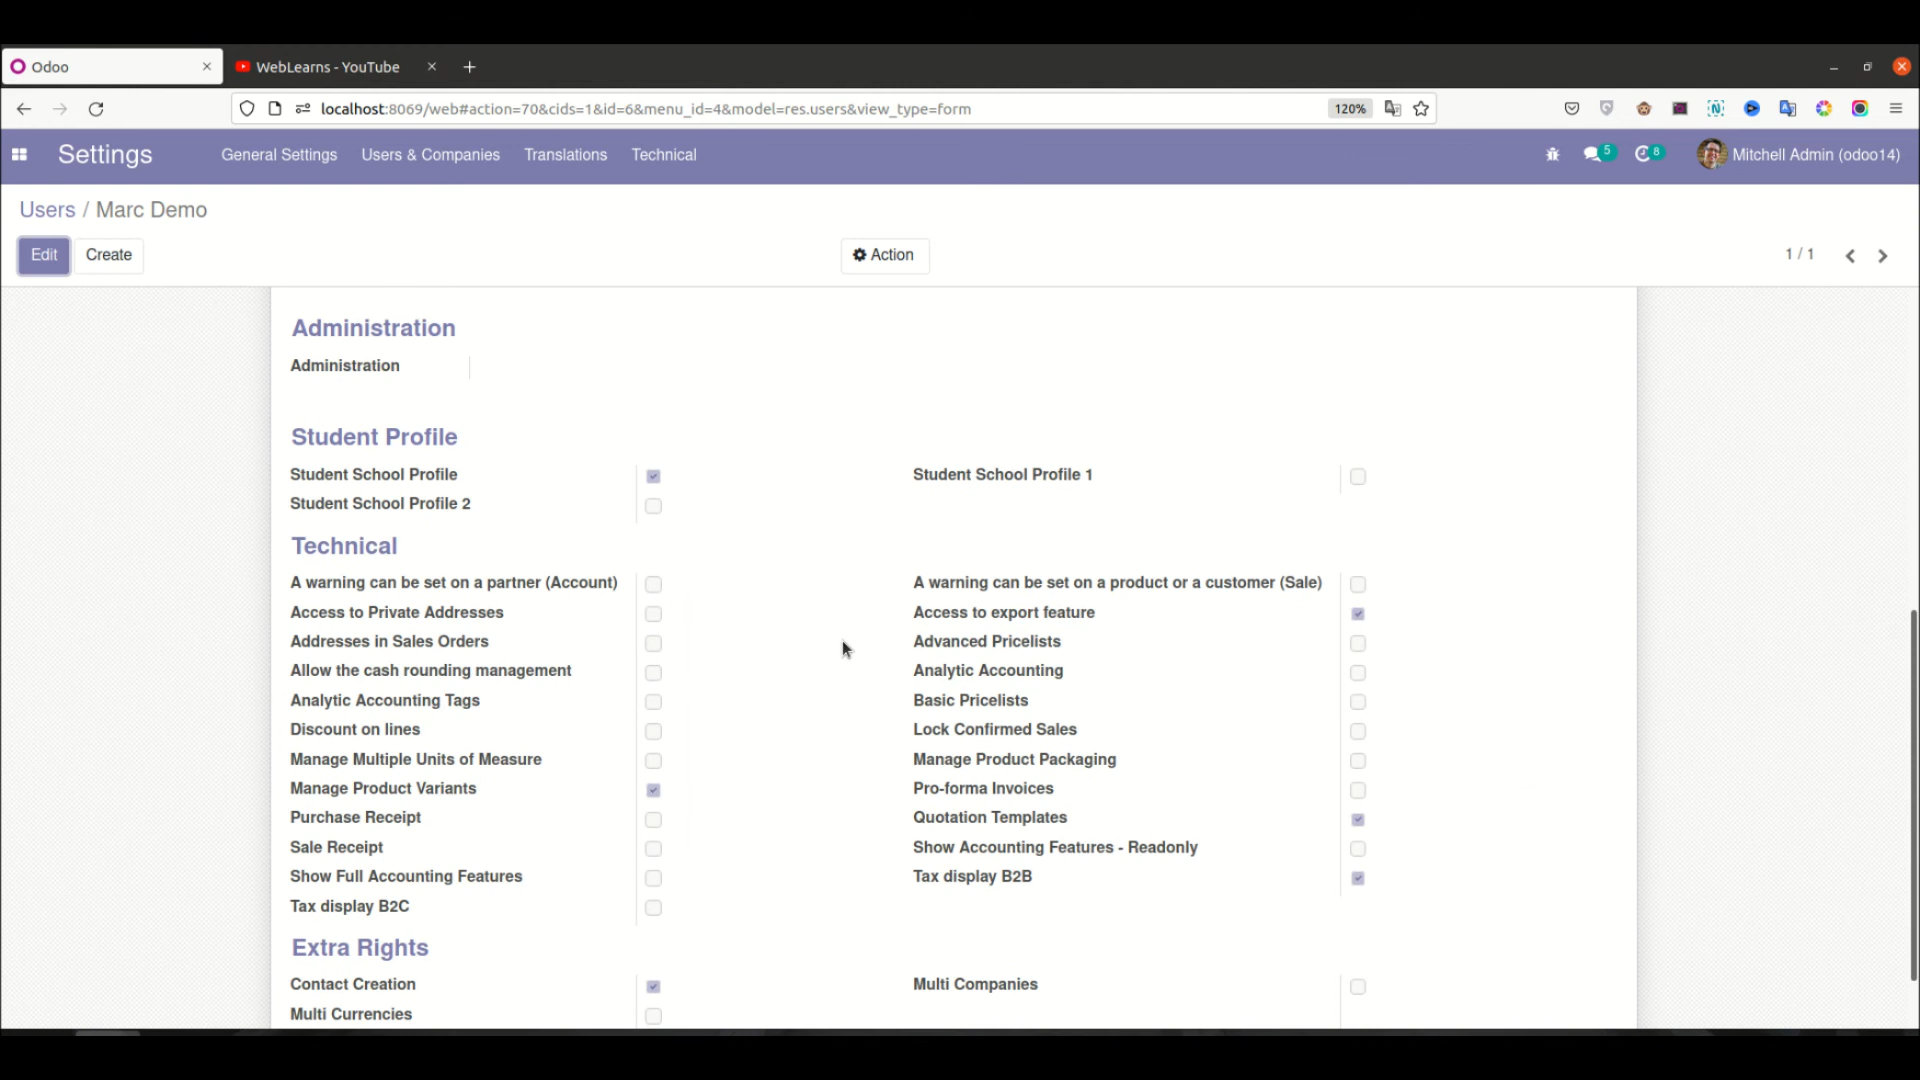 Odoo
WebLearns - YouTube
localhost:8069/web#action=70&cids=1&id=6&menu_id=4&model=res.users&view_type=form
120%
Settings
General Settings
Users & Companies
Translations
Technical
5
8
Mitchell Admin (odoo14)
Users / Marc Demo
Edit
Create
Action
1 / 1
Administration
Administration
Student Profile
Student School Profile
Student School Profile 1
Student School Profile 2
Technical
A warning can be set on a partner (Account)
A warning can be set on a product or a customer (Sale)
Access to Private Addresses
Access to export feature
Addresses in Sales Orders
Advanced Pricelists
Allow the cash rounding management
Analytic Accounting
Analytic Accounting Tags
Basic Pricelists
Discount on lines
Lock Confirmed Sales
Manage Multiple Units of Measure
Manage Product Packaging
Manage Product Variants
Pro-forma Invoices
Purchase Receipt
Quotation Templates
Sale Receipt
Show Accounting Features - Readonly
Show Full Accounting Features
Tax display B2B
Tax display B2C
Extra Rights
Contact Creation
Multi Companies
Multi Currencies